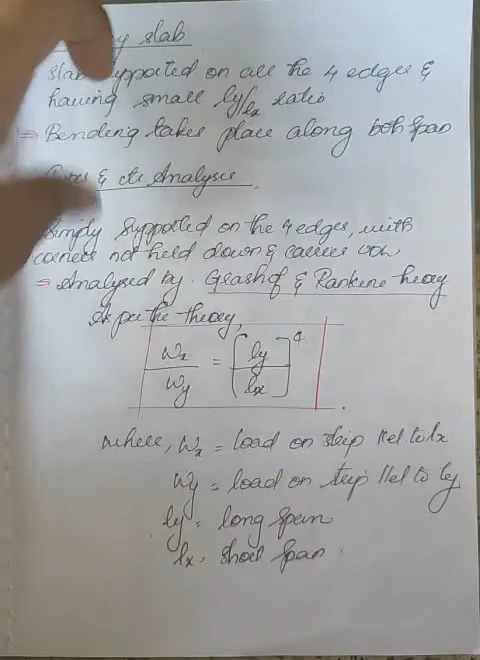 y slab
Slab Supported on all the 4 edges &
having small ly/lx ratio
⇒ Bending takes place along both span
Types & its Analysis
Simply Supported on the 4 edges, with
corners not held down & carries UDL
⇒ Analysed by Grashof & Rankine theory
As per the theory,
Wx/Wy = [ly/lx]^4
where, Wx = load on strip llel to lx
Wy = load on strip llel to ly
ly = long span
lx = short span